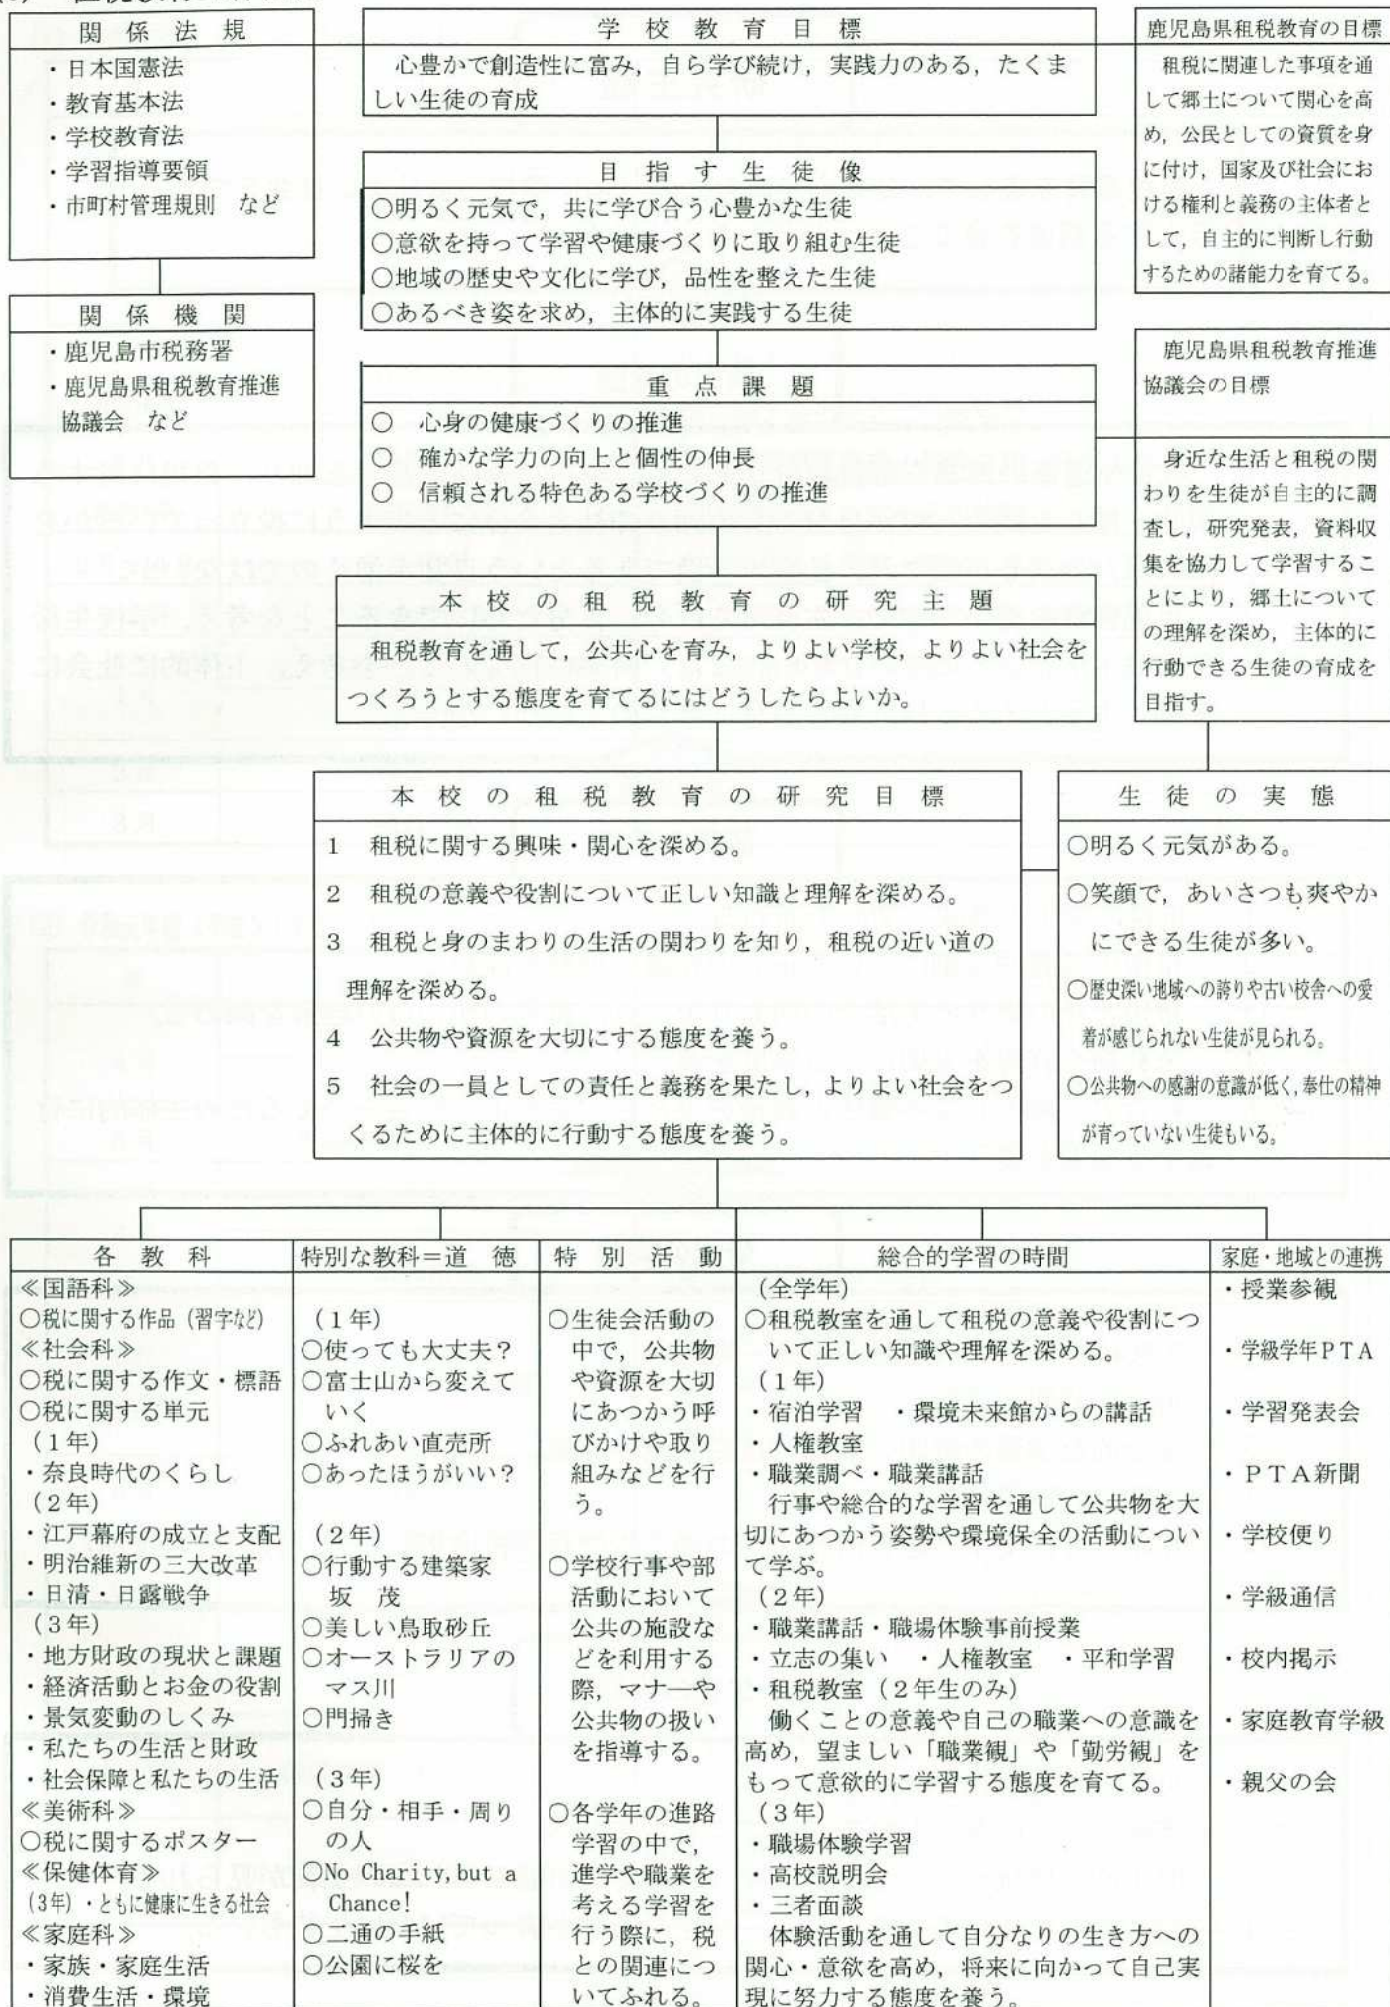 関係法規
・日本国憲法
・教育基本法
・学校教育法
・学習指導要領
・市町村管理規則　など
関係機関
・鹿児島市税務署
・鹿児島県租税教育推進
協議会　など
学校教育目標
心豊かで創造性に富み，自ら学び続け，実践力のある，たくま
しい生徒の育成
目指す生徒像
○明るく元気で，共に学び合う心豊かな生徒
○意欲を持って学習や健康づくりに取り組む生徒
○地域の歴史や文化に学び，品性を整えた生徒
○あるべき姿を求め，主体的に実践する生徒
重点課題
○　心身の健康づくりの推進
○　確かな学力の向上と個性の伸長
○　信頼される特色ある学校づくりの推進
鹿児島県租税教育の目標
租税に関連した事項を通
して郷土について関心を高
め，公民としての資質を身
に付け，国家及び社会にお
ける権利と義務の主体者と
して，自主的に判断し行動
するための諸能力を育てる。
鹿児島県租税教育推進
協議会の目標
身近な生活と租税の関
わりを生徒が自主的に調
査し，研究発表，資料収
集を協力して学習するこ
とにより，郷土について
の理解を深め，主体的に
行動できる生徒の育成を
目指す。
本校の租税教育の研究主題
租税教育を通して，公共心を育み，よりよい学校，よりよい社会を
つくろうとする態度を育てるにはどうしたらよいか。
本校の租税教育の研究目標
1　租税に関する興味・関心を深める。
2　租税の意義や役割について正しい知識と理解を深める。
3　租税と身のまわりの生活の関わりを知り，租税の近い道の
理解を深める。
4　公共物や資源を大切にする態度を養う。
5　社会の一員としての責任と義務を果たし，よりよい社会をつ
くるために主体的に行動する態度を養う。
生徒の実態
○明るく元気がある。
○笑顔で，あいさつも爽やか
にできる生徒が多い。
○歴史深い地域への誇りや古い校舎への愛
着が感じられない生徒が見られる。
○公共物への感謝の意識が低く，奉仕の精神
が育っていない生徒もいる。
各教科
≪国語科≫
○税に関する作品（習字など）
≪社会科≫
○税に関する作文・標語
○税に関する単元
（1年）
・奈良時代のくらし
（2年）
・江戸幕府の成立と支配
・明治維新の三大改革
・日清・日露戦争
（3年）
・地方財政の現状と課題
・経済活動とお金の役割
・景気変動のしくみ
・私たちの生活と財政
・社会保障と私たちの生活
≪美術科≫
○税に関するポスター
≪保健体育≫
（3年）・ともに健康に生きる社会
≪家庭科≫
・家族・家庭生活
・消費生活・環境
特別な教科＝道　徳
（1年）
○使っても大丈夫？
○富士山から変えて
いく
○ふれあい直売所
○あったほうがいい？
（2年）
○行動する建築家
坂　茂
○美しい鳥取砂丘
○オーストラリアの
マス川
○門掃き
（3年）
○自分・相手・周り
の人
○No Charity,but a
Chance!
○二通の手紙
○公園に桜を
特別活動
○生徒会活動の
中で，公共物
や資源を大切
にあつかう呼
びかけや取り
組みなどを行
う。
○学校行事や部
活動において
公共の施設な
どを利用する
際，マナ―や
公共物の扱い
を指導する。
○各学年の進路
学習の中で，
進学や職業を
考える学習を
行う際に，税
との関連につ
いてふれる。
総合的学習の時間
（全学年）
○租税教室を通して租税の意義や役割につ
いて正しい知識や理解を深める。
（1年）
・宿泊学習　・環境未来館からの講話
・人権教室
・職業調べ・職業講話
行事や総合的な学習を通して公共物を大
切にあつかう姿勢や環境保全の活動につい
て学ぶ。
（2年）
・職業講話・職場体験事前授業
・立志の集い　・人権教室　・平和学習
・租税教室（2年生のみ）
働くことの意義や自己の職業への意識を
高め，望ましい「職業観」や「勤労観」を
もって意欲的に学習する態度を育てる。
（3年）
・職場体験学習
・高校説明会
・三者面談
体験活動を通して自分なりの生き方への
関心・意欲を高め，将来に向かって自己実
現に努力する態度を養う。
家庭・地域との連携
・授業参観
・学級学年PTA
・学習発表会
・PTA新聞
・学校便り
・学級通信
・校内掲示
・家庭教育学級
・親父の会